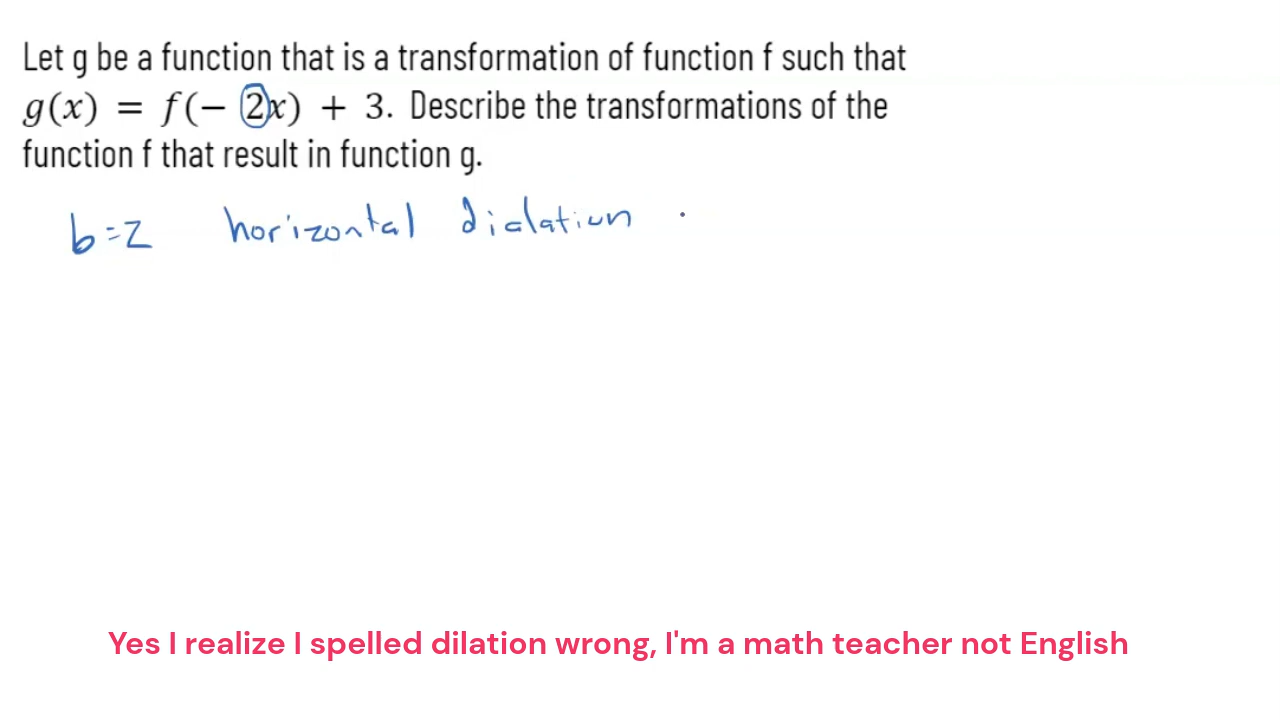 Let g be a function that is a transformation of function f such that
g(x) = f(− 2x) + 3. Describe the transformations of the
function f that result in function g.
b=2 horizontal dialation
Yes I realize I spelled dilation wrong, I'm a math teacher not English